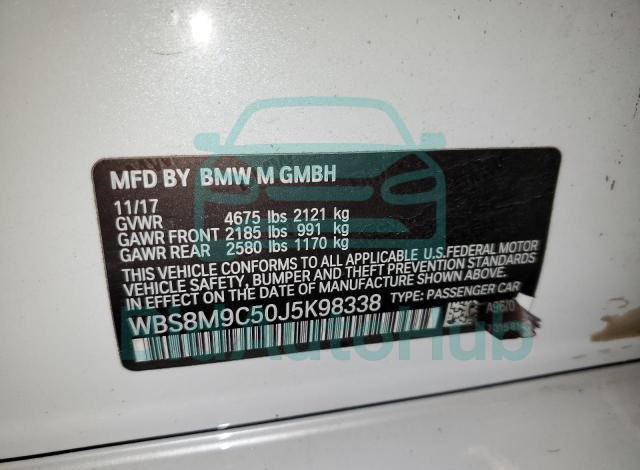 MFD BY BMW M GMBH
11/17
GVWR 4675 lbs 2121 kg
GAWR FRONT 2185 lbs 991 kg
GAWR REAR 2580 lbs 1170 kg
THIS VEHICLE CONFORMS TO ALL APPLICABLE U.S.FEDERAL MOTOR
VEHICLE SAFETY, BUMPER AND THEFT PREVENTION STANDARDS
IN EFFECT ON THE DATE OF MANUFACTURE SHOWN ABOVE.
WBS8M9C50J5K98338 TYPE: PASSENGER CAR
A9670
AutoHub